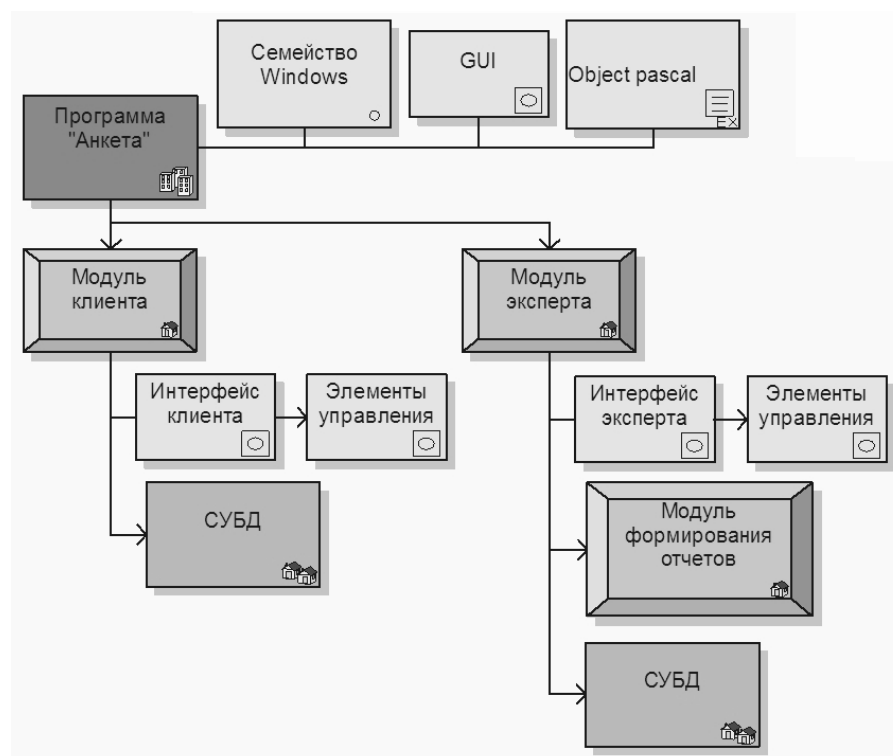 Семейство
Windows
GUI
Object pascal
EX
Программа
"Анкета"
Модуль
клиента
Модуль
эксперта
Интерфейс
клиента
Элементы
управления
Интерфейс
эксперта
Элементы
управления
СУБД
Модуль
формирования
отчетов
СУБД